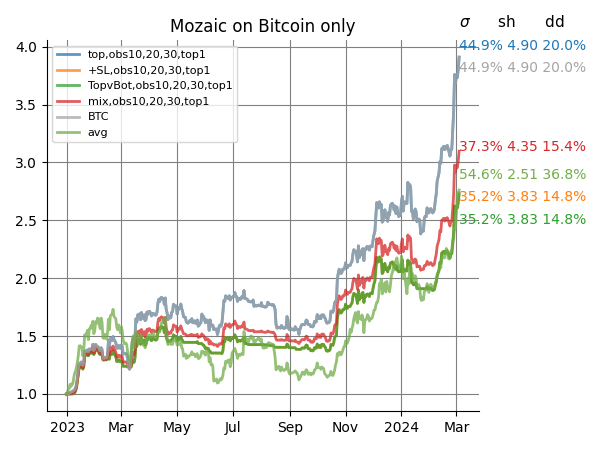 Mozaic on Bitcoin only
σ sh dd
4.0
3.5
3.0
2.5
2.0
1.5
1.0
top,obs10,20,30,top1
+SL,obs10,20,30,top1
TopvBot,obs10,20,30,top1
mix,obs10,20,30,top1
BTC
avg
44.9% 4.90 20.0%
44.9% 4.90 20.0%
37.3% 4.35 15.4%
54.6% 2.51 36.8%
35.2% 3.83 14.8%
35.2% 3.83 14.8%
2023 Mar May Jul Sep Nov 2024 Mar